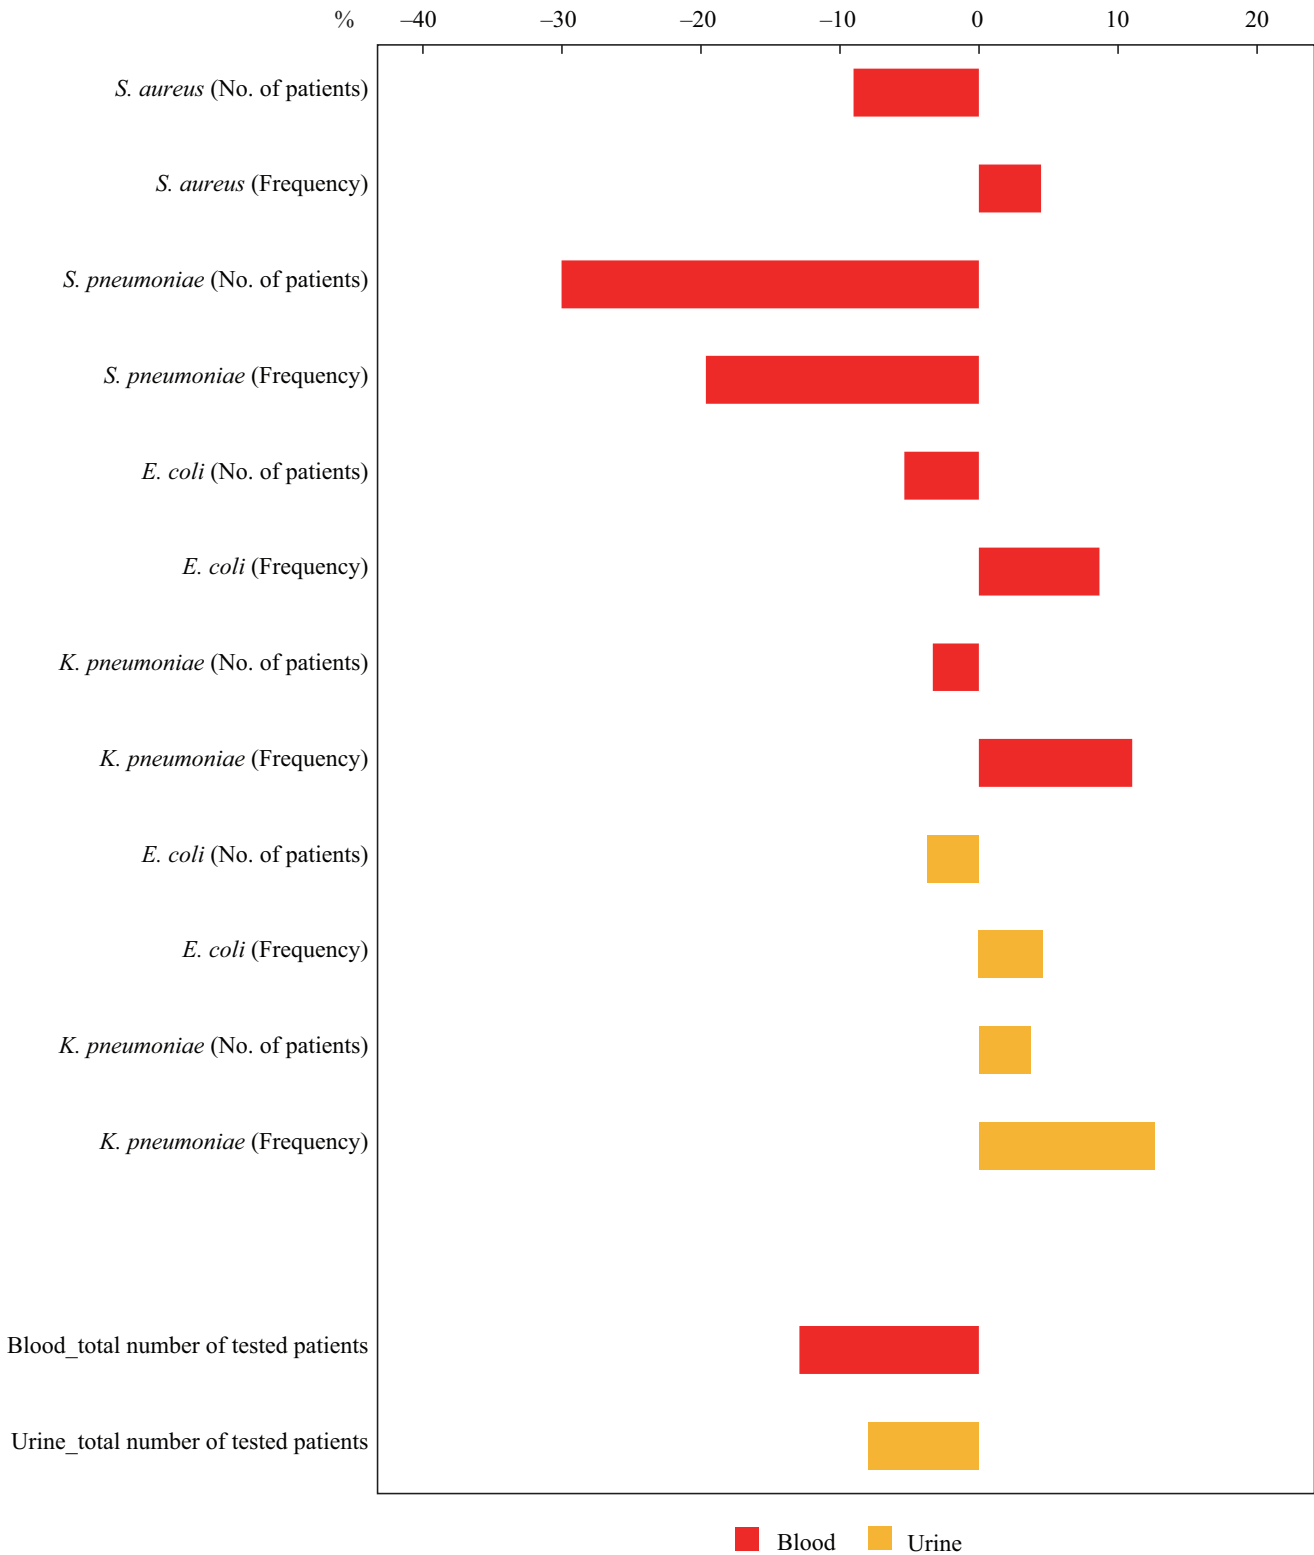 % –40 –30 –20 –10 0 10 20
S. aureus (No. of patients)
S. aureus (Frequency)
S. pneumoniae (No. of patients)
S. pneumoniae (Frequency)
E. coli (No. of patients)
E. coli (Frequency)
K. pneumoniae (No. of patients)
K. pneumoniae (Frequency)
E. coli (No. of patients)
E. coli (Frequency)
K. pneumoniae (No. of patients)
K. pneumoniae (Frequency)
Blood_total number of tested patients
Urine_total number of tested patients
Blood Urine